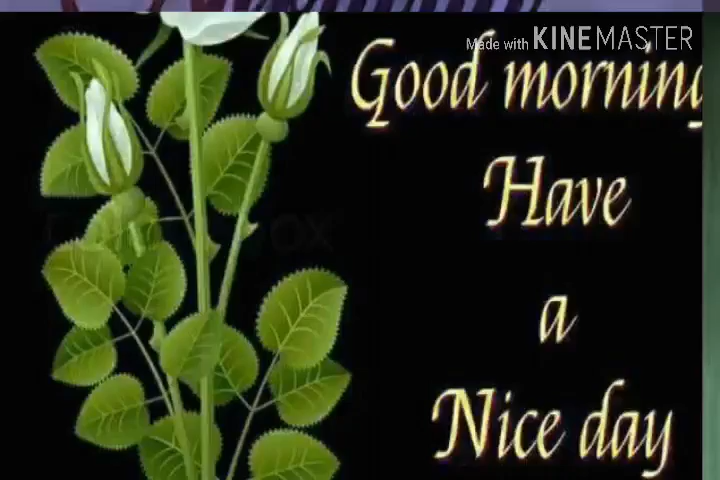 Made with KINEMASTER
Good morning
Have
a
Nice day